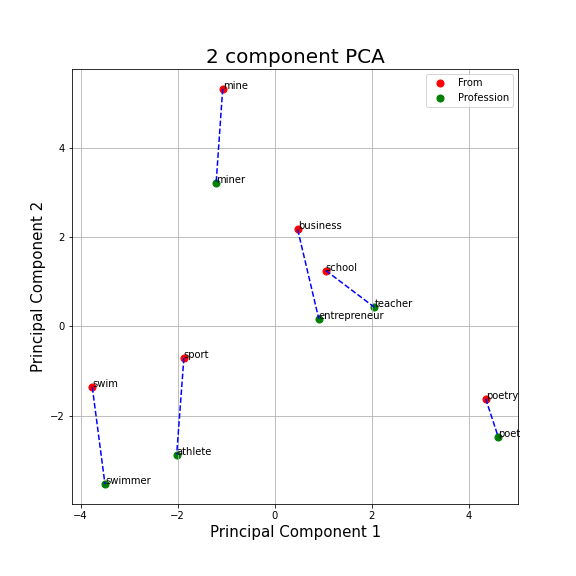 2 component PCA
From
Profession
mine
miner
business
school
teacher
entrepreneur
sport
swim
poetry
athlete
poet
swimmer
4
2
0
−2
−4
−2
0
2
4
Principal Component 2
Principal Component 1